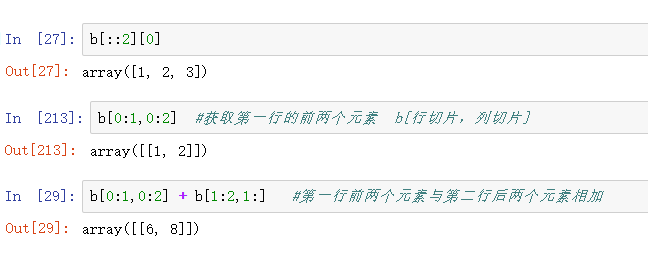 In [27]: b[::2][0]
Out[27]: array([1, 2, 3])
In [213]: b[0:1,0:2] #获取第一行的前两个元素 b[行切片，列切片]
Out[213]: array([[1, 2]])
In [29]: b[0:1,0:2] + b[1:2,1:] #第一行前两个元素与第二行后两个元素相加
Out[29]: array([[6, 8]])